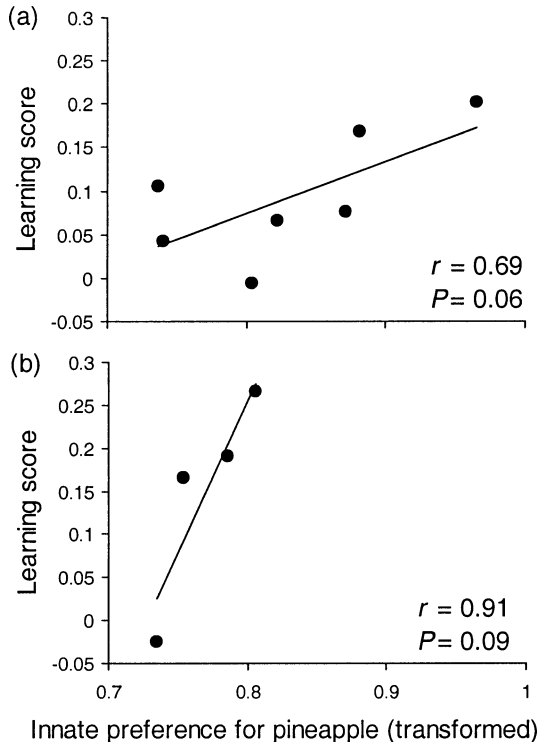 (a)
0.3
0.25
0.2
0.15
0.1
0.05
0
-0.05
Learning score
r = 0.69
P= 0.06
(b)
0.3
0.25
0.2
0.15
0.1
0.05
0
-0.05
Learning score
r = 0.91
P= 0.09
0.7 0.8 0.9 1
Innate preference for pineapple (transformed)